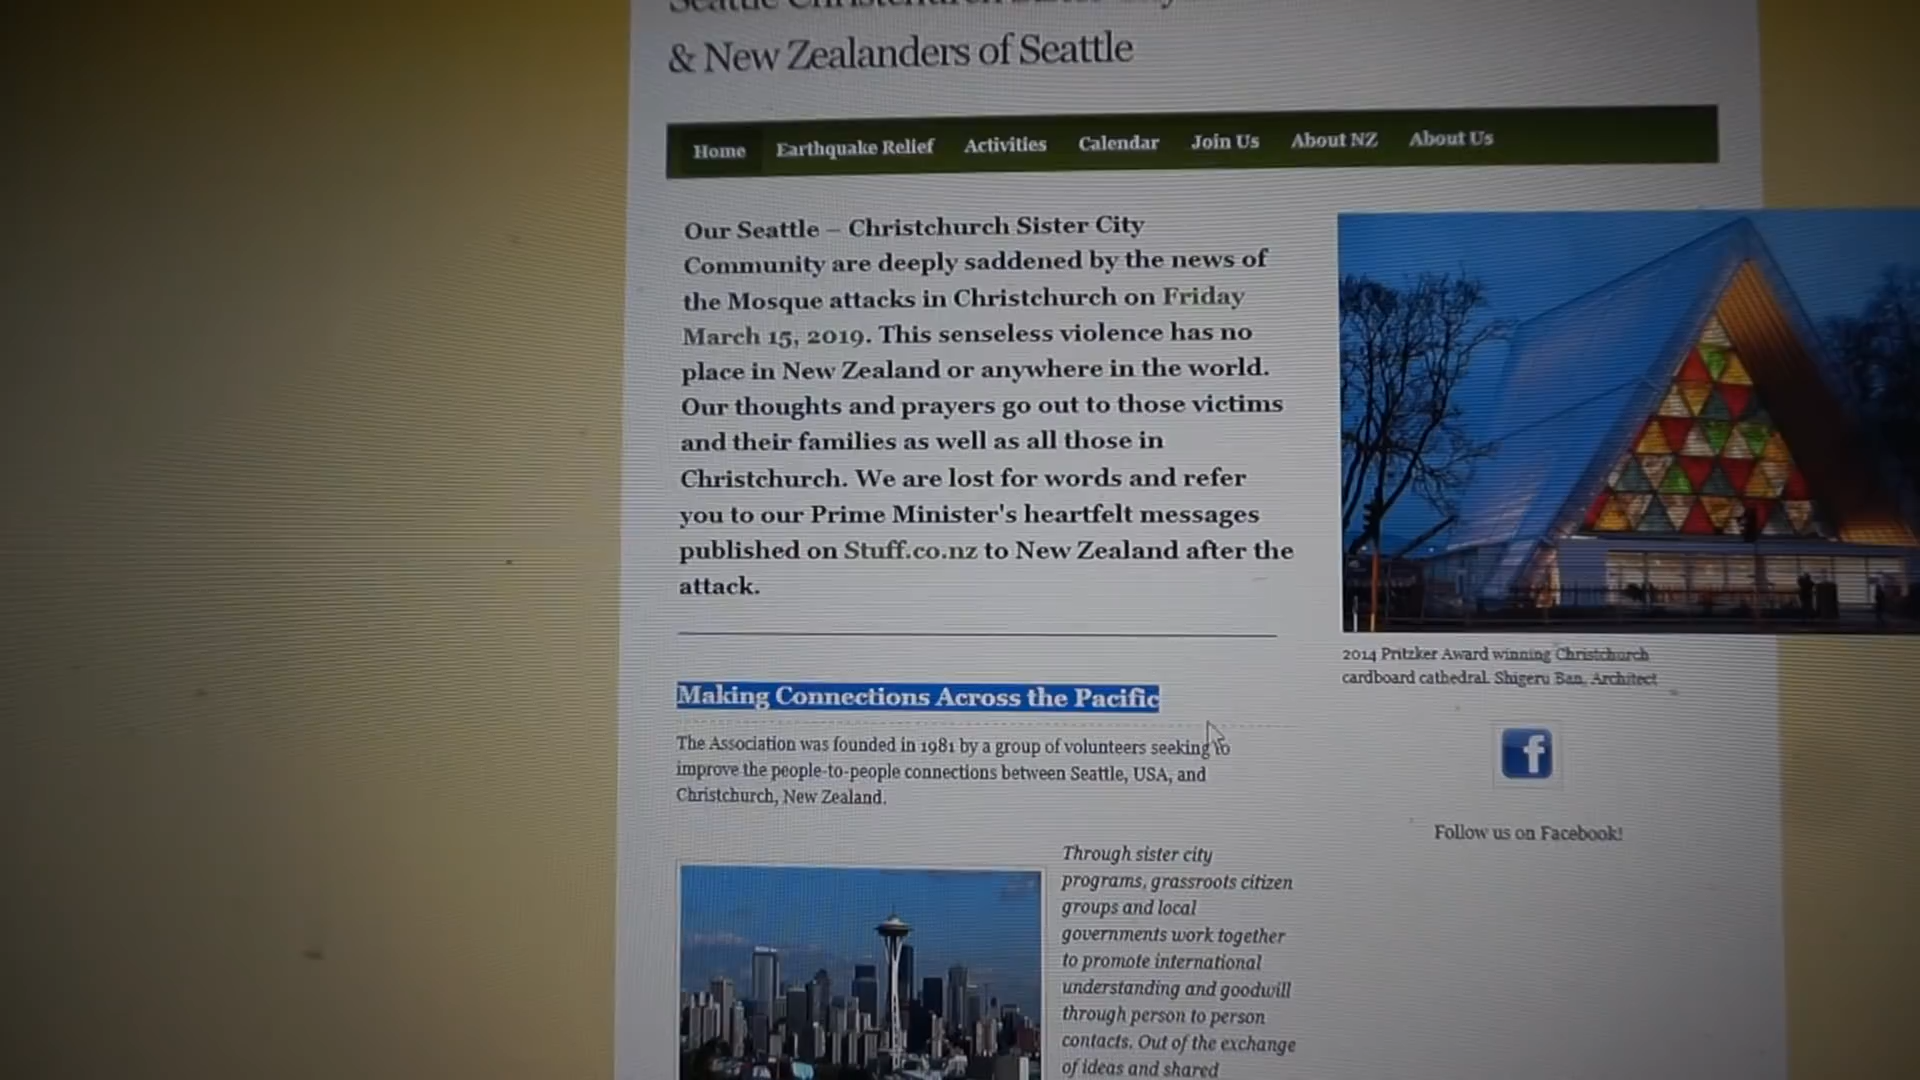 & New Zealanders of Seattle
Home Earthquake Relief Activities Calendar Join Us About NZ About Us
Our Seattle – Christchurch Sister City
Community are deeply saddened by the news of
the Mosque attacks in Christchurch on Friday
March 15, 2019. This senseless violence has no
place in New Zealand or anywhere in the world.
Our thoughts and prayers go out to those victims
and their families as well as all those in
Christchurch. We are lost for words and refer
you to our Prime Minister's heartfelt messages
published on Stuff.co.nz to New Zealand after the
attack.
2014 Pritzker Award winning Christchurch
cardboard cathedral. Shigeru Ban, Architect
Making Connections Across the Pacific
The Association was founded in 1981 by a group of volunteers seeking to
improve the people-to-people connections between Seattle, USA, and
Christchurch, New Zealand.
f
Follow us on Facebook!
Through sister city
programs, grassroots citizen
groups and local
governments work together
to promote international
understanding and goodwill
through person to person
contacts. Out of the exchange
of ideas and shared